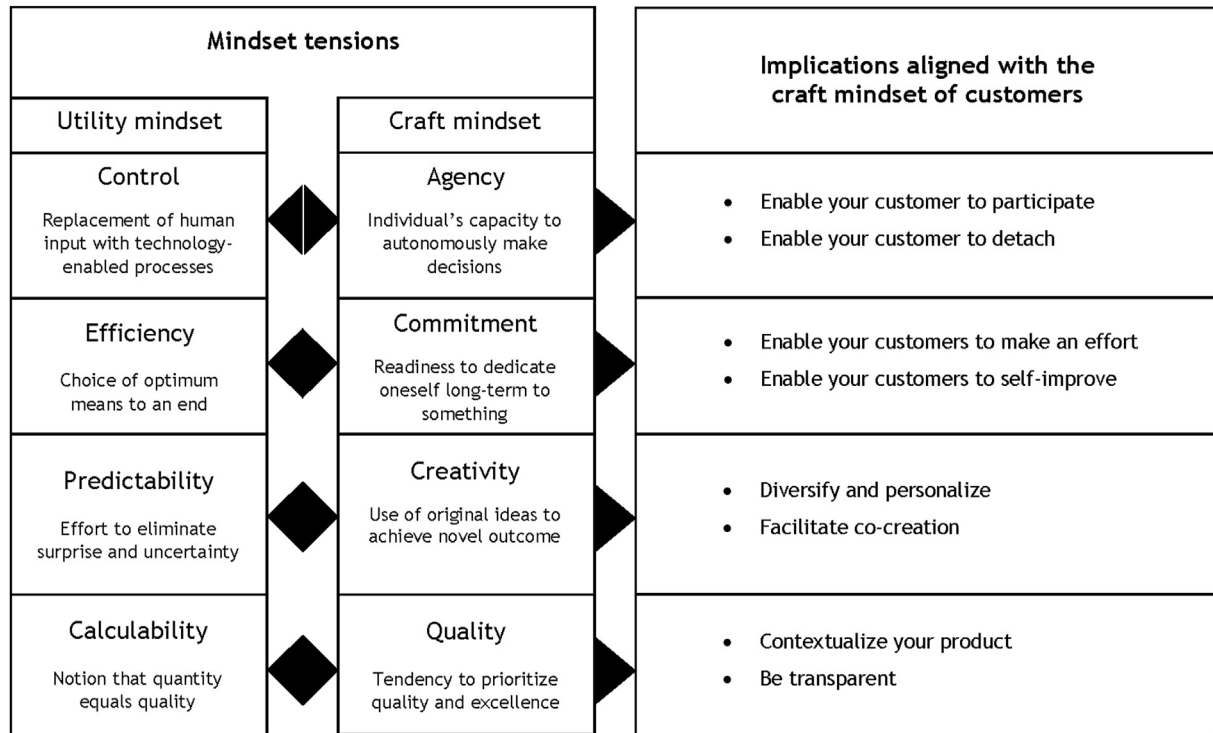 Mindset tensions
Implications aligned with the
craft mindset of customers
Utility mindset
Craft mindset
Control
Replacement of human
input with technology-
enabled processes
Agency
Individual's capacity to
autonomously make
decisions
• Enable your customer to participate
• Enable your customer to detach
Efficiency
Choice of optimum
means to an end
Commitment
Readiness to dedicate
oneself long-term to
something
• Enable your customers to make an effort
• Enable your customers to self-improve
Predictability
Effort to eliminate
surprise and uncertainty
Creativity
Use of original ideas to
achieve novel outcome
• Diversify and personalize
• Facilitate co-creation
Calculability
Notion that quantity
equals quality
Quality
Tendency to prioritize
quality and excellence
• Contextualize your product
• Be transparent